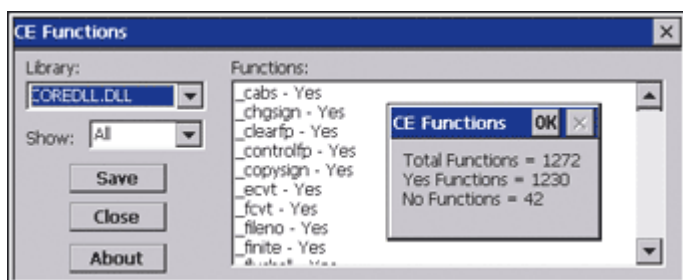 CE Functions
Library:
COREDLL.DLL
Show: All
Save
Close
About
Functions:
_cabs - Yes
_chgsign - Yes
_clearfp - Yes
_controlfp - Yes
_copysign - Yes
_ecvt - Yes
_fcvt - Yes
_fileno - Yes
_finite - Yes
CE Functions OK
Total Functions = 1272
Yes Functions = 1230
No Functions = 42